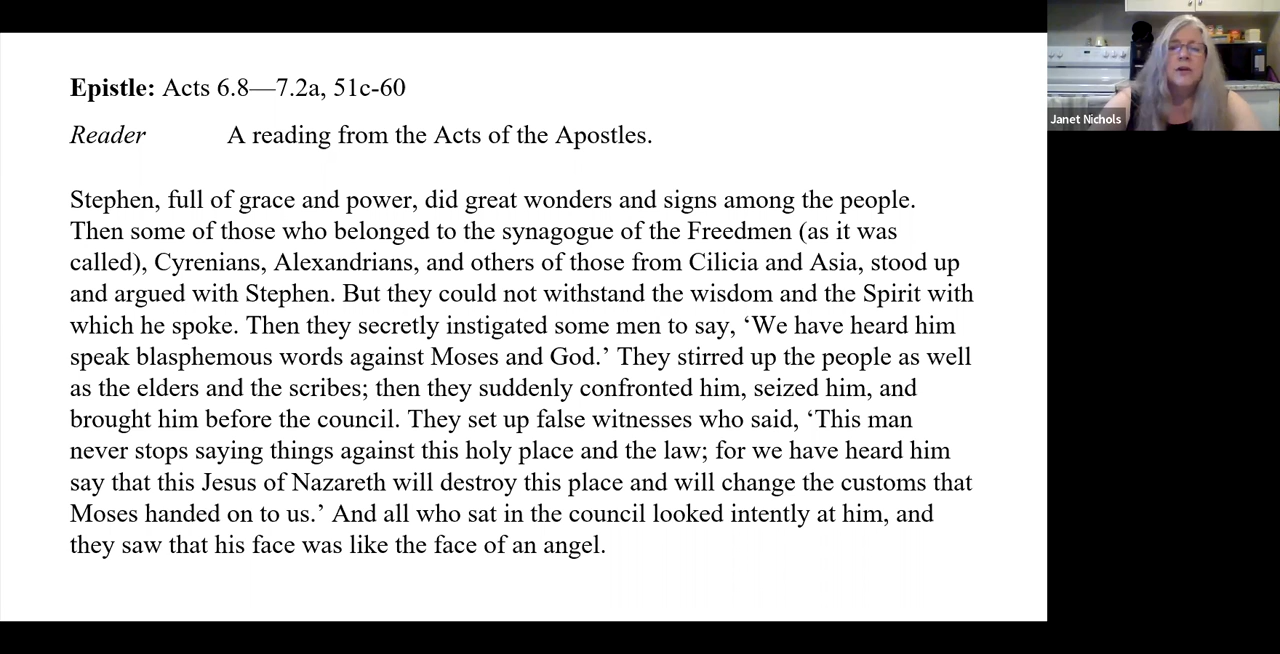 Epistle: Acts 6.8—7.2a, 51c-60
Reader A reading from the Acts of the Apostles.
Stephen, full of grace and power, did great wonders and signs among the people.
Then some of those who belonged to the synagogue of the Freedmen (as it was
called), Cyrenians, Alexandrians, and others of those from Cilicia and Asia, stood up
and argued with Stephen. But they could not withstand the wisdom and the Spirit with
which he spoke. Then they secretly instigated some men to say, ‘We have heard him
speak blasphemous words against Moses and God.’ They stirred up the people as well
as the elders and the scribes; then they suddenly confronted him, seized him, and
brought him before the council. They set up false witnesses who said, ‘This man
never stops saying things against this holy place and the law; for we have heard him
say that this Jesus of Nazareth will destroy this place and will change the customs that
Moses handed on to us.’ And all who sat in the council looked intently at him, and
they saw that his face was like the face of an angel.
Janet Nichols